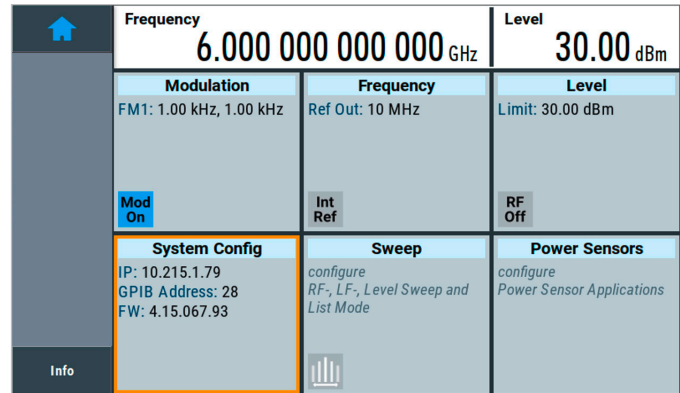 Frequency
6.000 000 000 000 GHz
Level
30.00 dBm
Modulation
FM1: 1.00 kHz, 1.00 kHz
Mod
On
Frequency
Ref Out: 10 MHz
Int
Ref
Level
Limit: 30.00 dBm
RF
Off
System Config
IP: 10.215.1.79
GPIB Address: 28
FW: 4.15.067.93
Sweep
configure
RF-, LF-, Level Sweep and
List Mode
Power Sensors
configure
Power Sensor Applications
Info